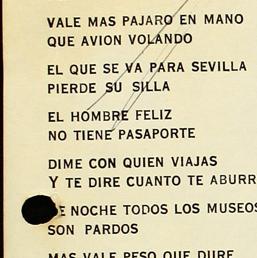 VALE MAS PAJARO EN MANO
QUE AVION VOLANDO
EL QUE SE VA PARA SEVILLA
PIERDE SU SILLA
EL HOMBRE FELIZ
NO TIENE PASAPORTE
DIME CON QUIEN VIAJAS
Y TE DIRE CUANTO TE ABURR
DE NOCHE TODOS LOS MUSEOS
SON PARDOS
MAS VALE PESO QUE DURE